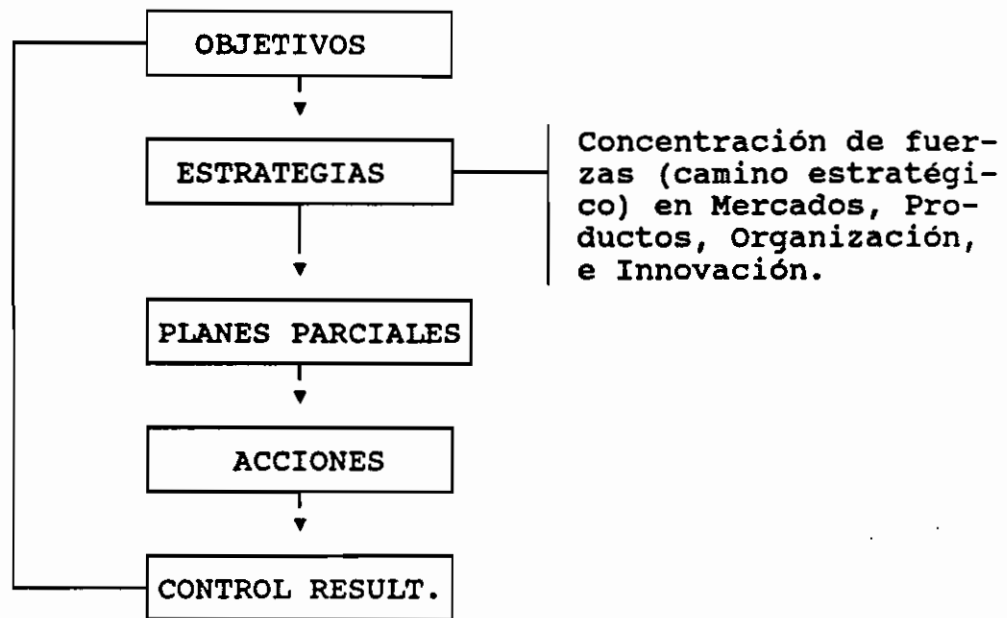 OBJETIVOS
ESTRATEGIAS
Concentración de fuer-
zas (camino estratégi-
co) en Mercados, Pro-
ductos, Organización,
e Innovación.
PLANES PARCIALES
ACCIONES
CONTROL RESULT.